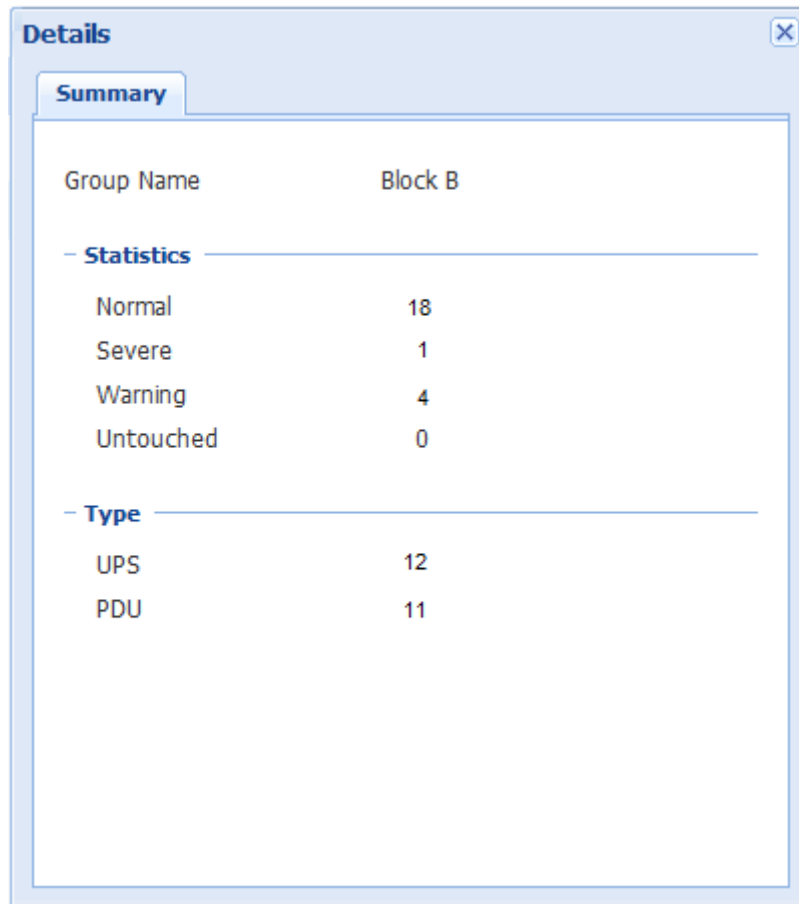 Details
Summary
Group Name Block B
Statistics
Normal 18
Severe 1
Warning 4
Untouched 0
Type
UPS 12
PDU 11